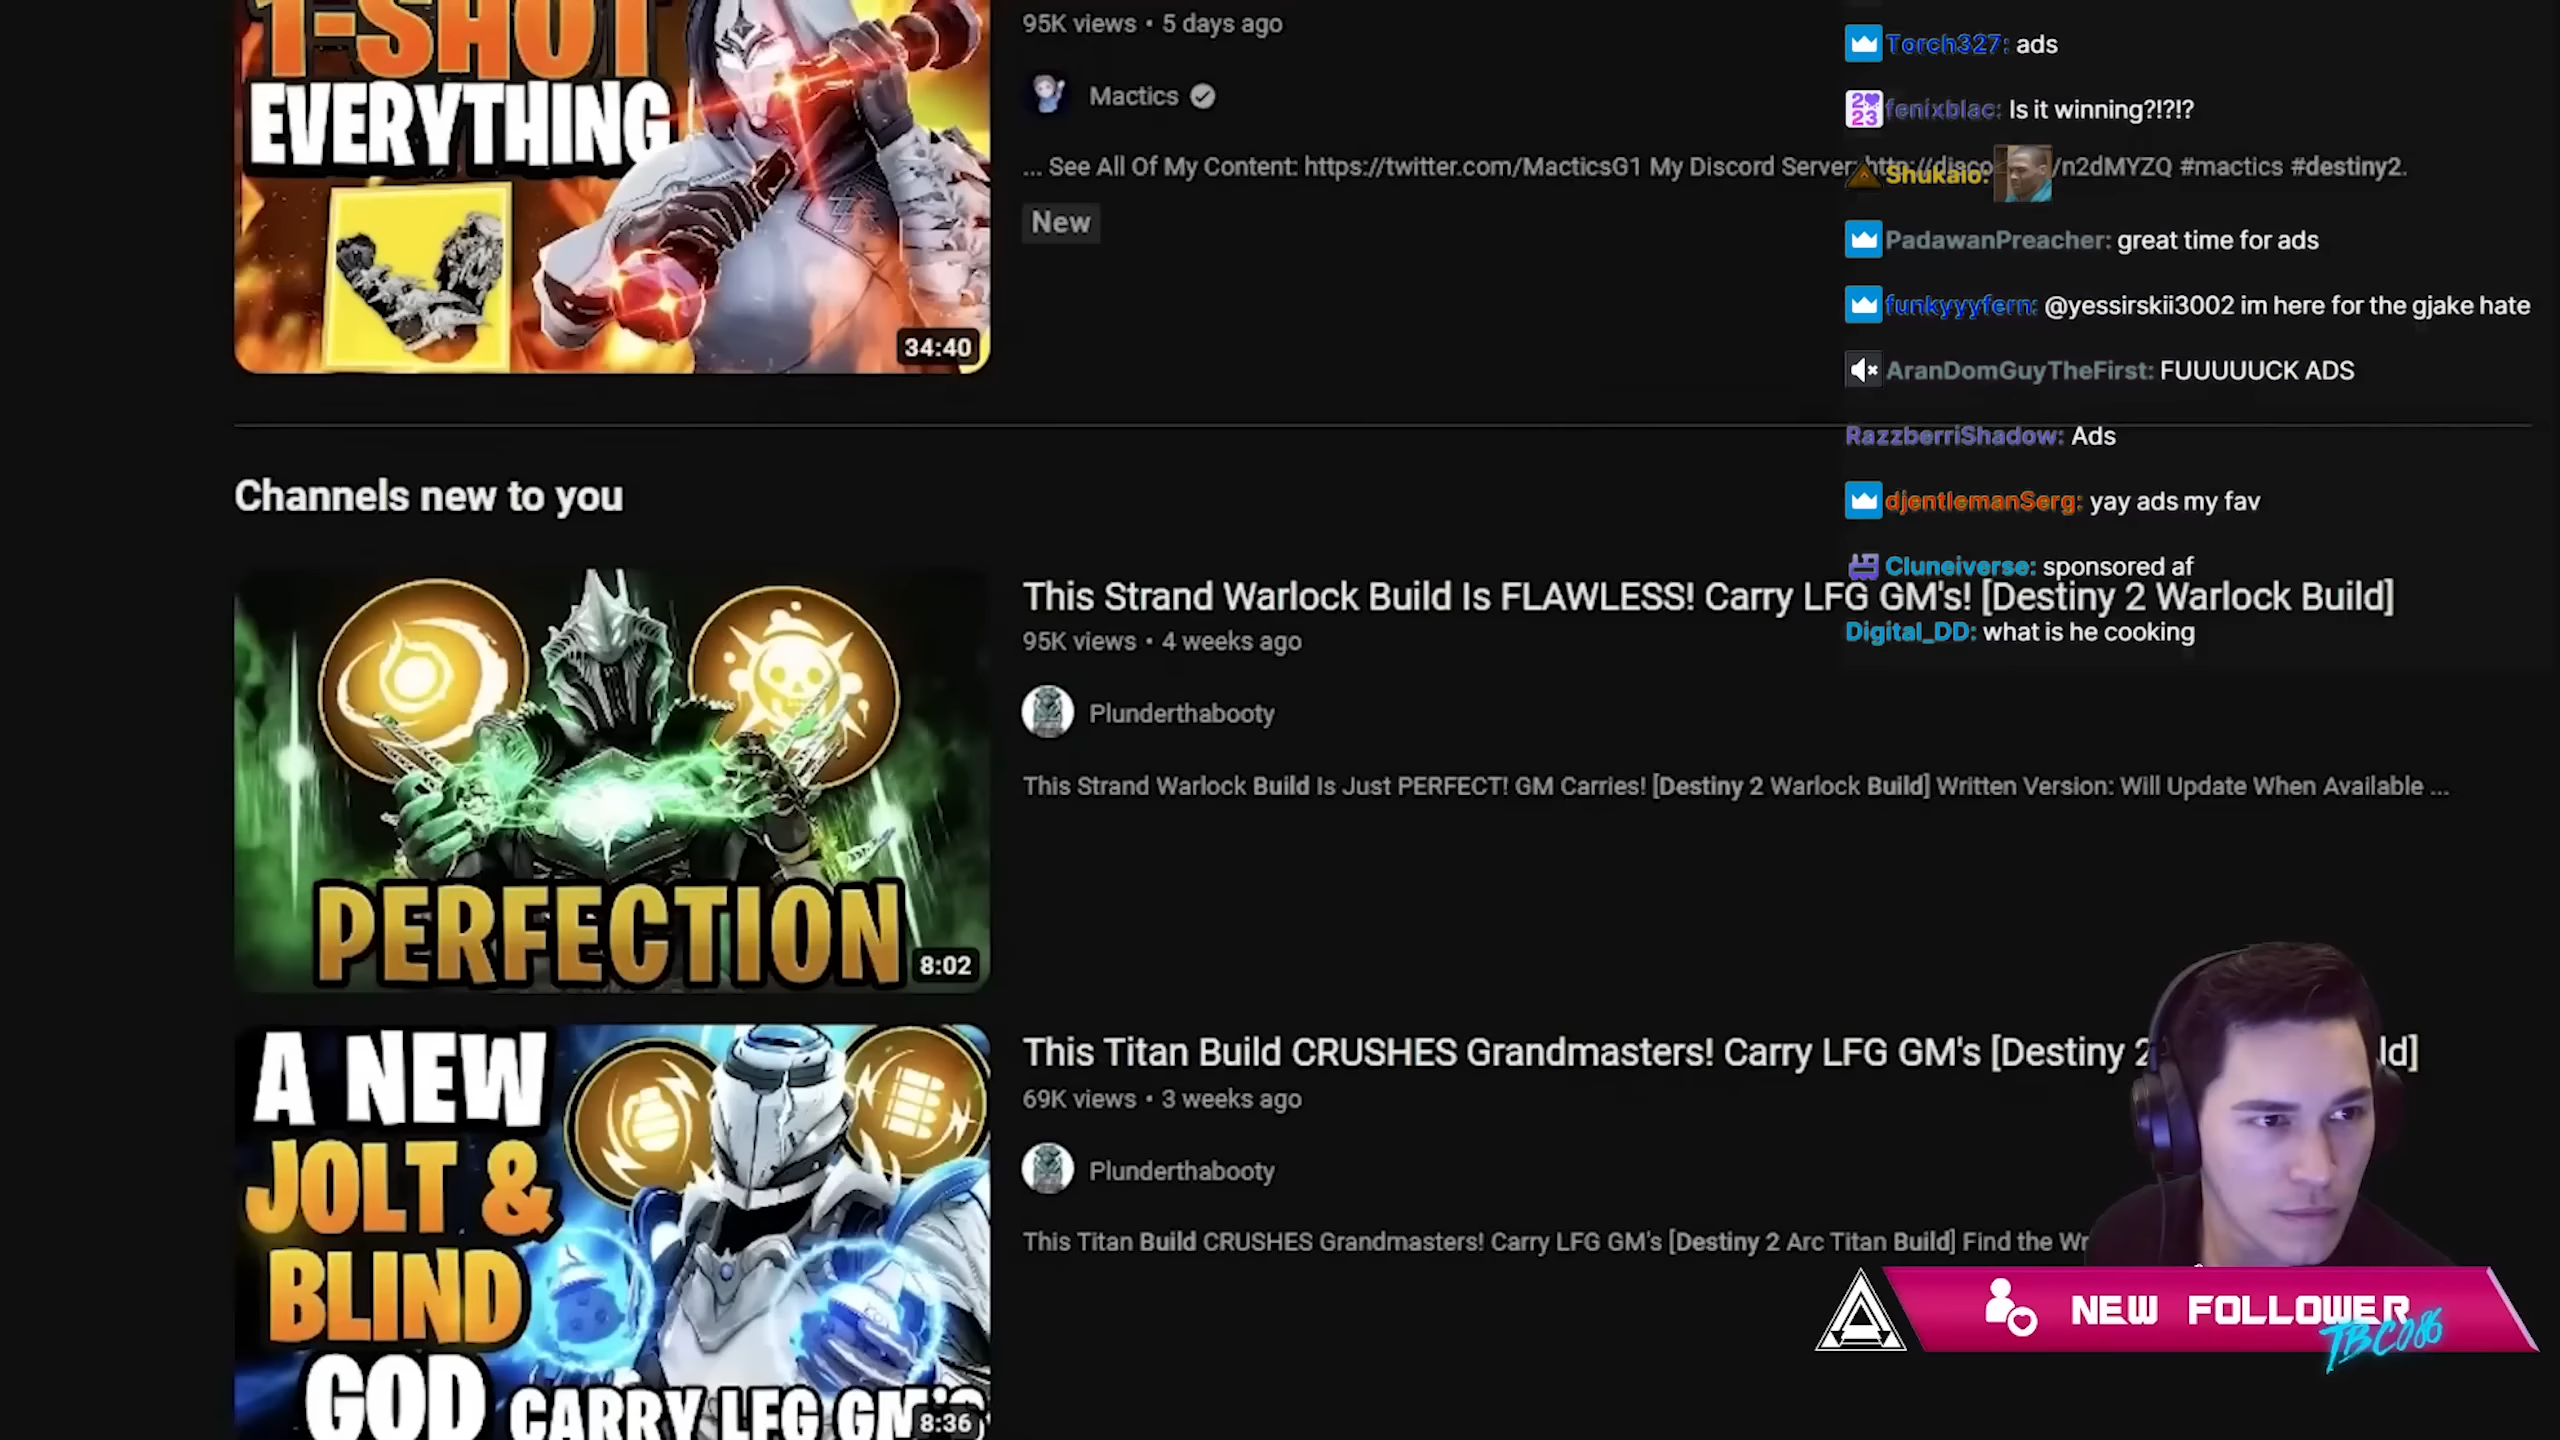 1-SHOT
EVERYTHING
34:40
95K views • 5 days ago
Mactics
... See All Of My Content: https://twitter.com/MacticsG1 My Discord Server: http://disco /n2dMYZQ #mactics #destiny2.
New
Torch327: ads
fenixblac: Is it winning?!?!?
Shukaio:
PadawanPreacher: great time for ads
funkyyyfern: @yessirskii3002 im here for the gjake hate
AranDomGuyTheFirst: FUUUUUCK ADS
RazzberriShadow: Ads
djentlemanSerg: yay ads my fav
Cluneiverse: sponsored af
Digital_DD: what is he cooking
Channels new to you
PERFECTION
8:02
This Strand Warlock Build Is FLAWLESS! Carry LFG GM's! [Destiny 2 Warlock Build]
95K views • 4 weeks ago
Plunderthabooty
This Strand Warlock Build Is Just PERFECT! GM Carries! [Destiny 2 Warlock Build] Written Version: Will Update When Available ...
A NEW
JOLT &
BLIND
GOD
CARRY LFG GM'S
8:36
This Titan Build CRUSHES Grandmasters! Carry LFG GM's [Destiny 2 ld]
69K views • 3 weeks ago
Plunderthabooty
This Titan Build CRUSHES Grandmasters! Carry LFG GM's [Destiny 2 Arc Titan Build] Find the Wr
NEW FOLLOWER
TBC086